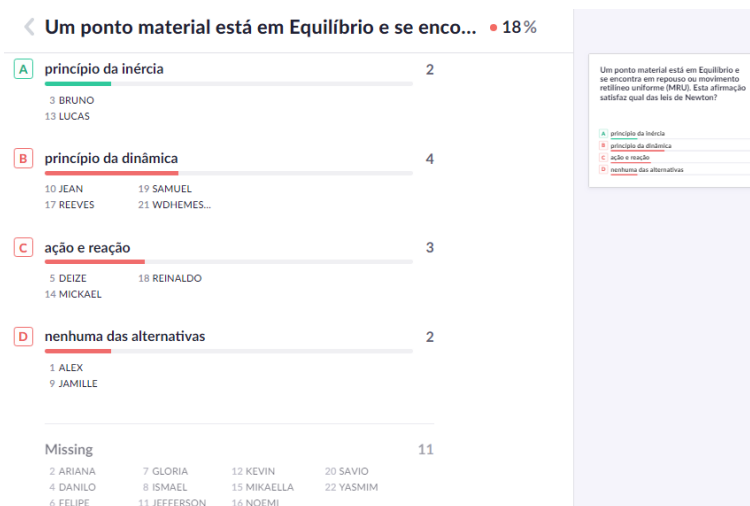 Um ponto material está em Equilíbrio e se enco... • 18%
A princípio da inércia 2
3 BRUNO
13 LUCAS
B princípio da dinâmica 4
10 JEAN 19 SAMUEL
17 REEVES 21 WDHEMES...
C ação e reação 3
5 DEIZE 18 REINALDO
14 MICKAEL
D nenhuma das alternativas 2
1 ALEX
9 JAMILLE
Missing 11
2 ARIANA 7 GLORIA 12 KEVIN 20 SAVIO
4 DANILO 8 ISMAEL 15 MIKAELLA 22 YASMIM
6 FELIPE 11 JEFFERSON 16 NOEMI
Um ponto material está em Equilíbrio e
se encontra em repouso ou movimento
retilíneo uniforme (MRU). Esta afirmação
satisfaz qual das leis de Newton?
A princípio da inércia
B princípio da dinâmica
C ação e reação
D nenhuma das alternativas